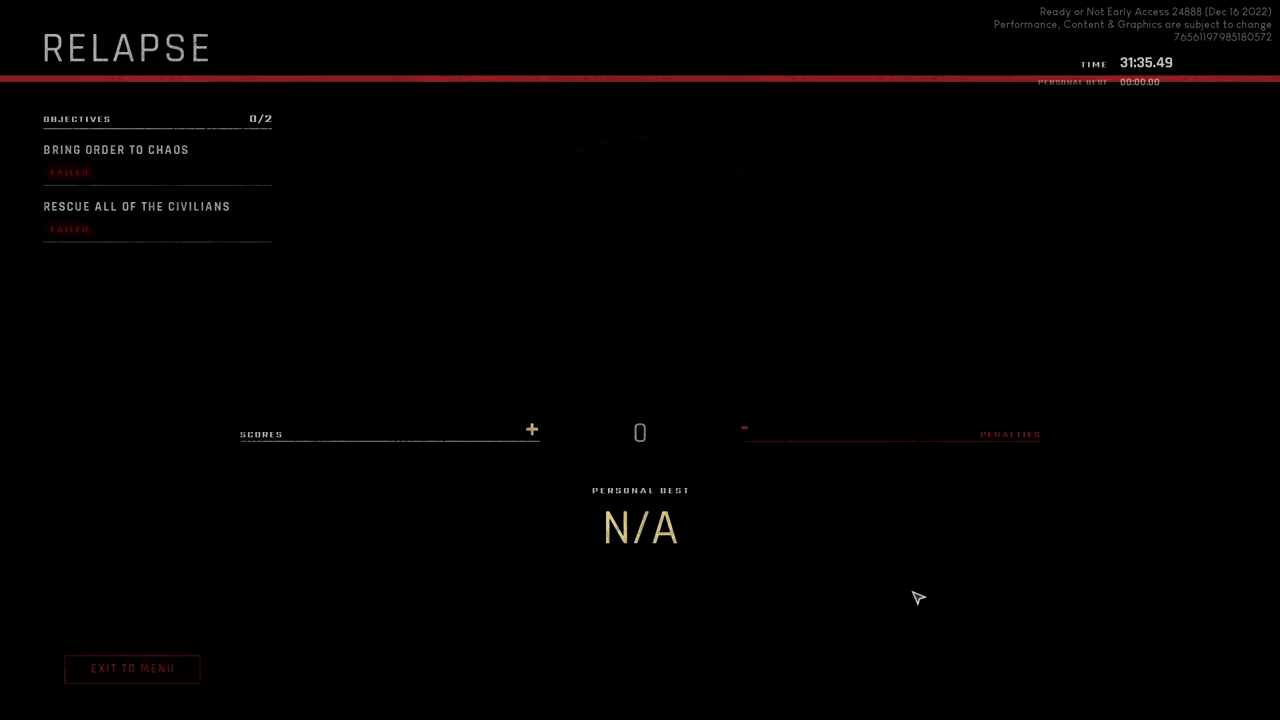 Ready or Not Early Access 24888 (Dec 16 2022)
Performance, Content & Graphics are subject to change
76561197985180572
RELAPSE
TIME 31:35.49
PERSONAL BEST 00:00.00
OBJECTIVES 0/2
BRING ORDER TO CHAOS
FAILED
RESCUE ALL OF THE CIVILIANS
FAILED
SCORES + 0 - PENALTIES
PERSONAL BEST
N/A
EXIT TO MENU